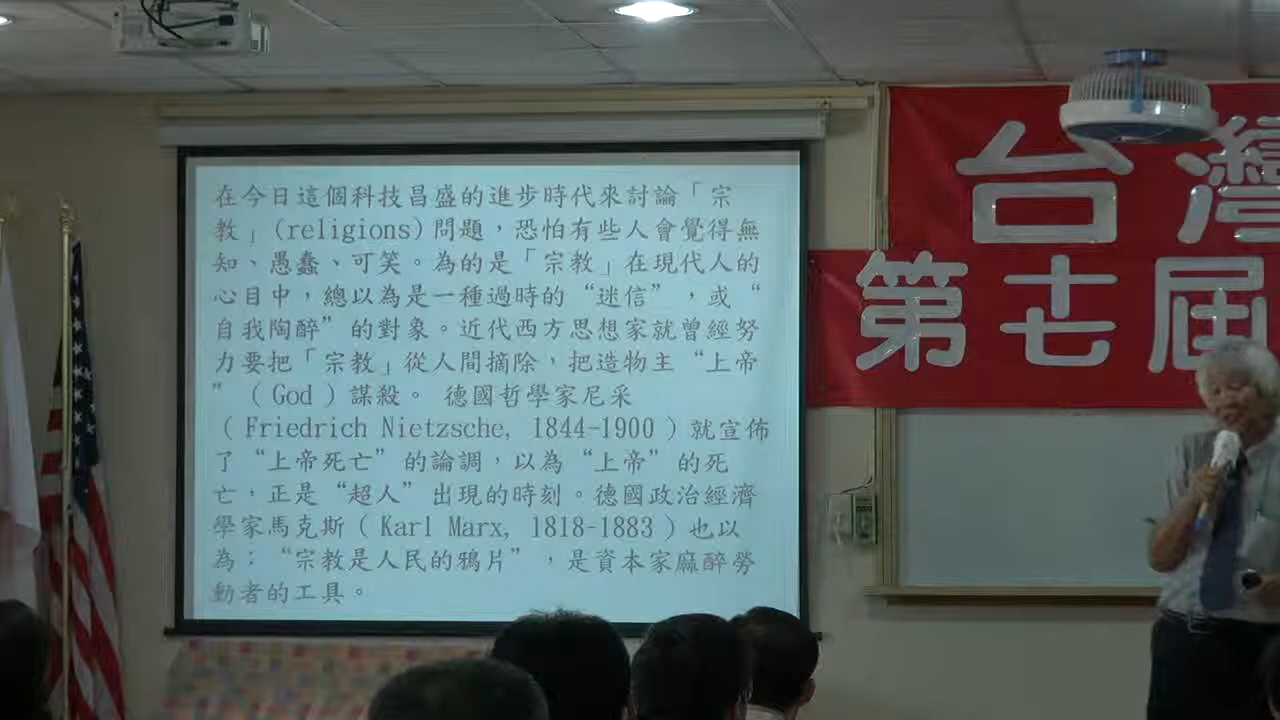 在今日這個科技昌盛的進步時代來討論「宗
教」(religions)問題，恐怕有些人會覺得無
知、愚蠢、可笑。為的是「宗教」在現代人的
心目中，總以為是一種過時的“迷信”，或“
自我陶醉”的對象。近代西方思想家就曾經努
力要把「宗教」從人間摘除，把造物主“上帝
”（God）謀殺。 德國哲學家尼采
（Friedrich Nietzsche, 1844-1900）就宣佈
了“上帝死亡”的論調，以為“上帝”的死
亡，正是“超人”出現的時刻。德國政治經濟
學家馬克斯（Karl Marx, 1818-1883）也以
為：“宗教是人民的鴉片”，是資本家麻醉勞
動者的工具。
台灣
第七屆